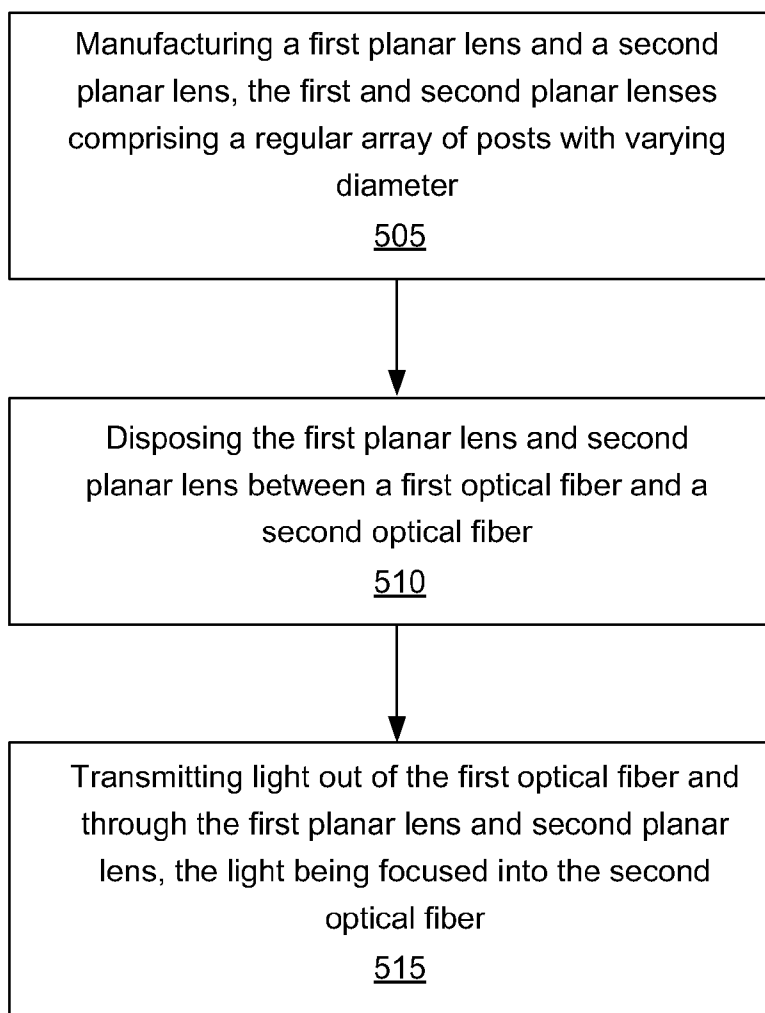 Manufacturing a first planar lens and a second
planar lens, the first and second planar lenses
comprising a regular array of posts with varying
diameter
505
Disposing the first planar lens and second
planar lens between a first optical fiber and a
second optical fiber
510
Transmitting light out of the first optical fiber and
through the first planar lens and second planar
lens, the light being focused into the second
optical fiber
515